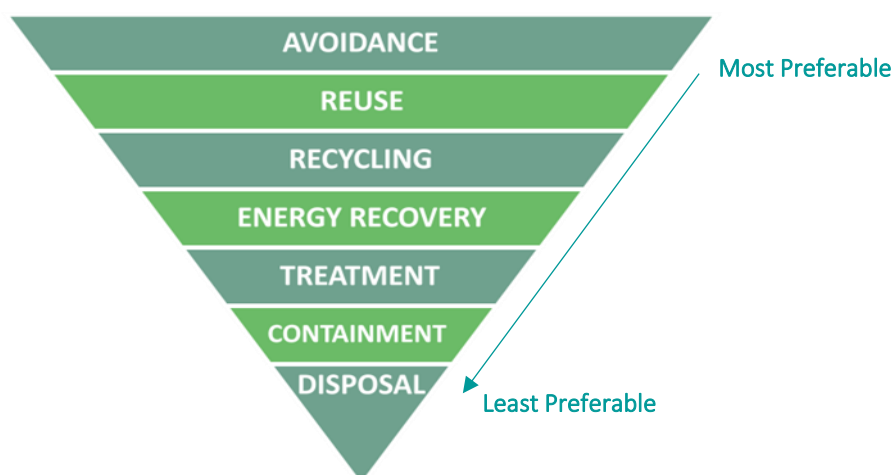 AVOIDANCE
Most Preferable
REUSE
RECYCLING
ENERGY RECOVERY
TREATMENT
CONTAINMENT
DISPOSAL
Least Preferable